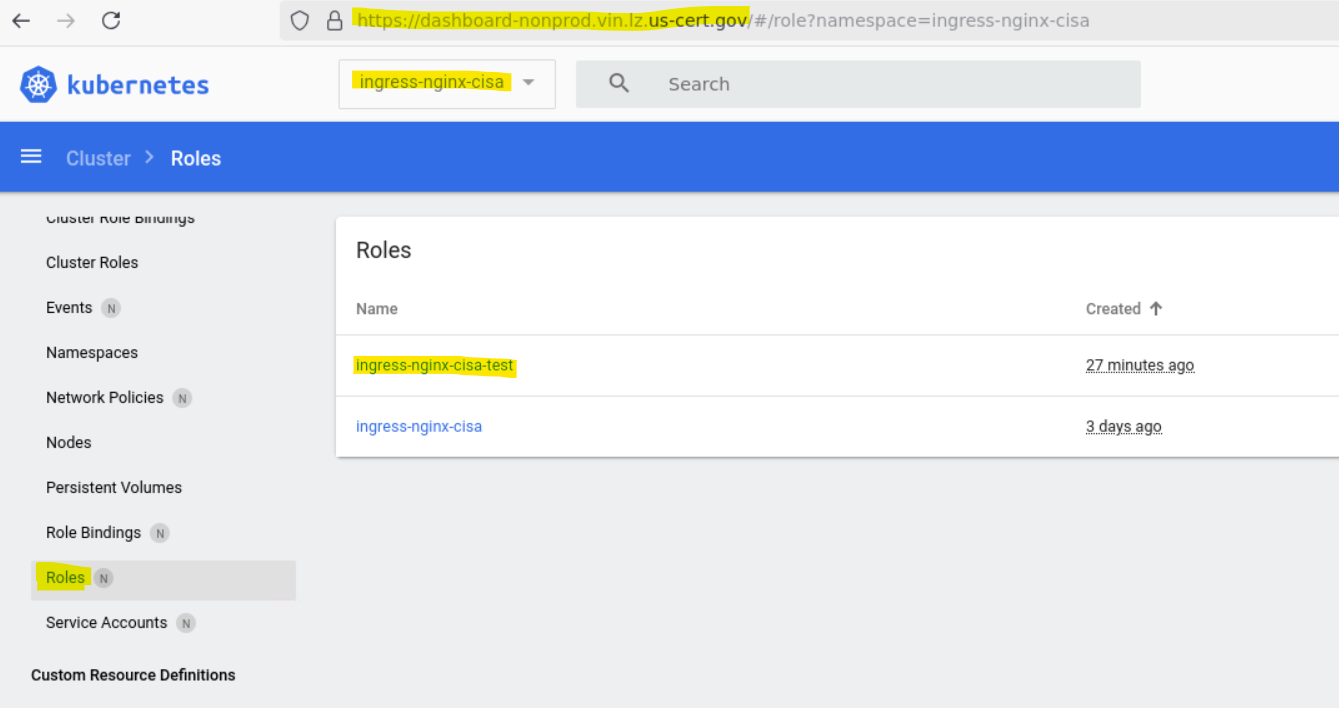 https://dashboard-nonprod.vin.lz.us-cert.gov/#/role?namespace=ingress-nginx-cisa
kubernetes
ingress-nginx-cisa
Search
Cluster
Roles
Cluster Role Bindings
Cluster Roles
Events N
Namespaces
Network Policies N
Nodes
Persistent Volumes
Role Bindings N
Roles N
Service Accounts N
Custom Resource Definitions
Roles
Name Created
ingress-nginx-cisa-test 27 minutes ago
ingress-nginx-cisa 3 days ago